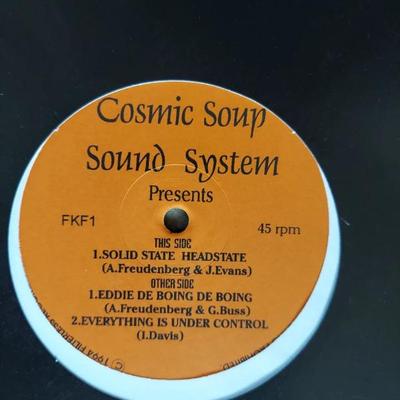 Cosmic Soup
Sound System
Presents
FKF1
45 rpm
THIS SIDE
1.SOLID STATE HEADSTATE
(A.Freudenberg & J.Evans)
OTHER SIDE
1.EDDIE DE BOING DE BOING
(A.Freudenberg & G.Buss)
2.EVERYTHING IS UNDER CONTROL
(I.Davis)